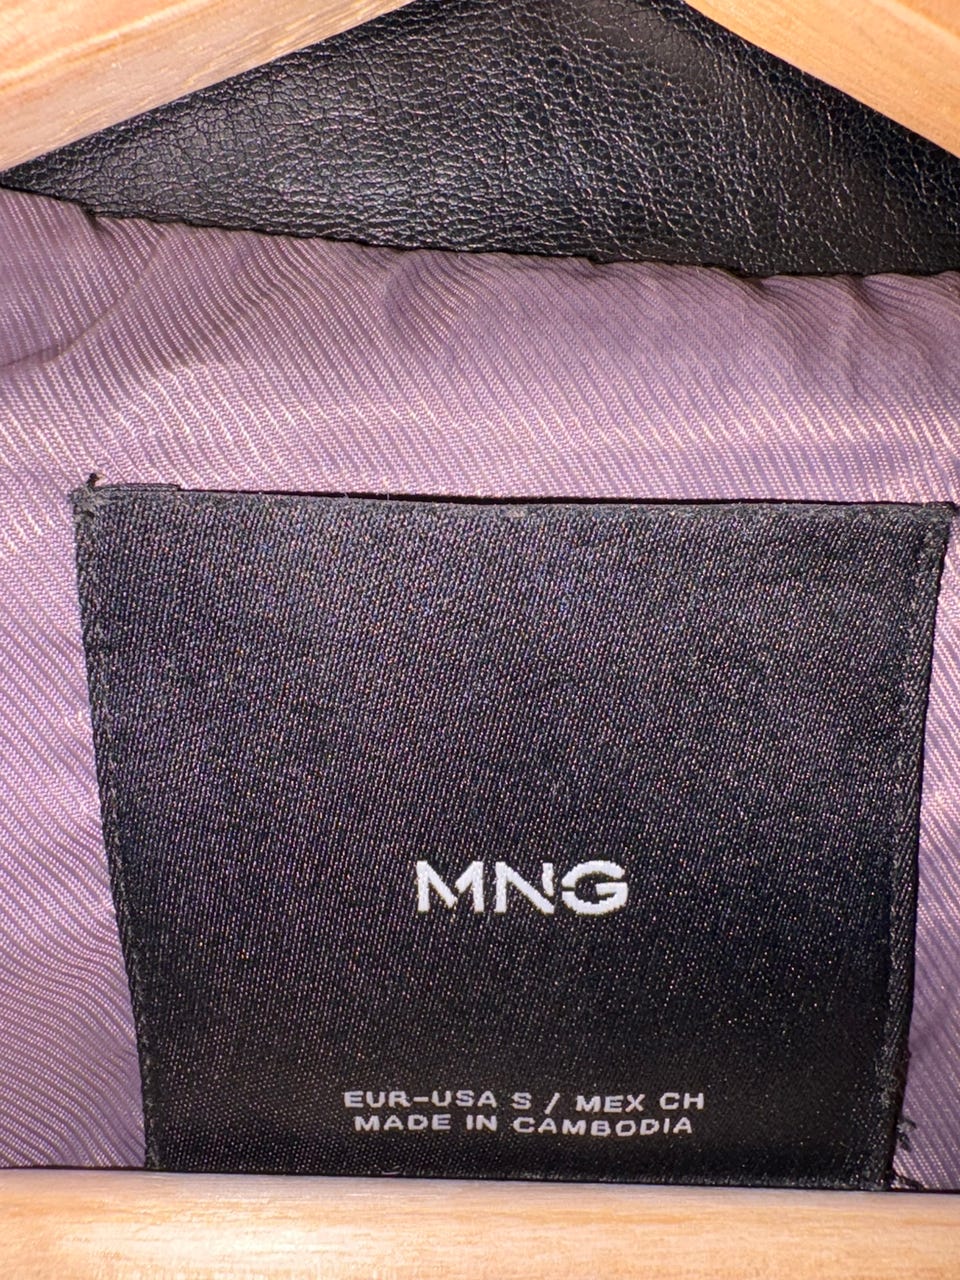 MNG
EUR-USA S / MEX CH
MADE IN CAMBODIA